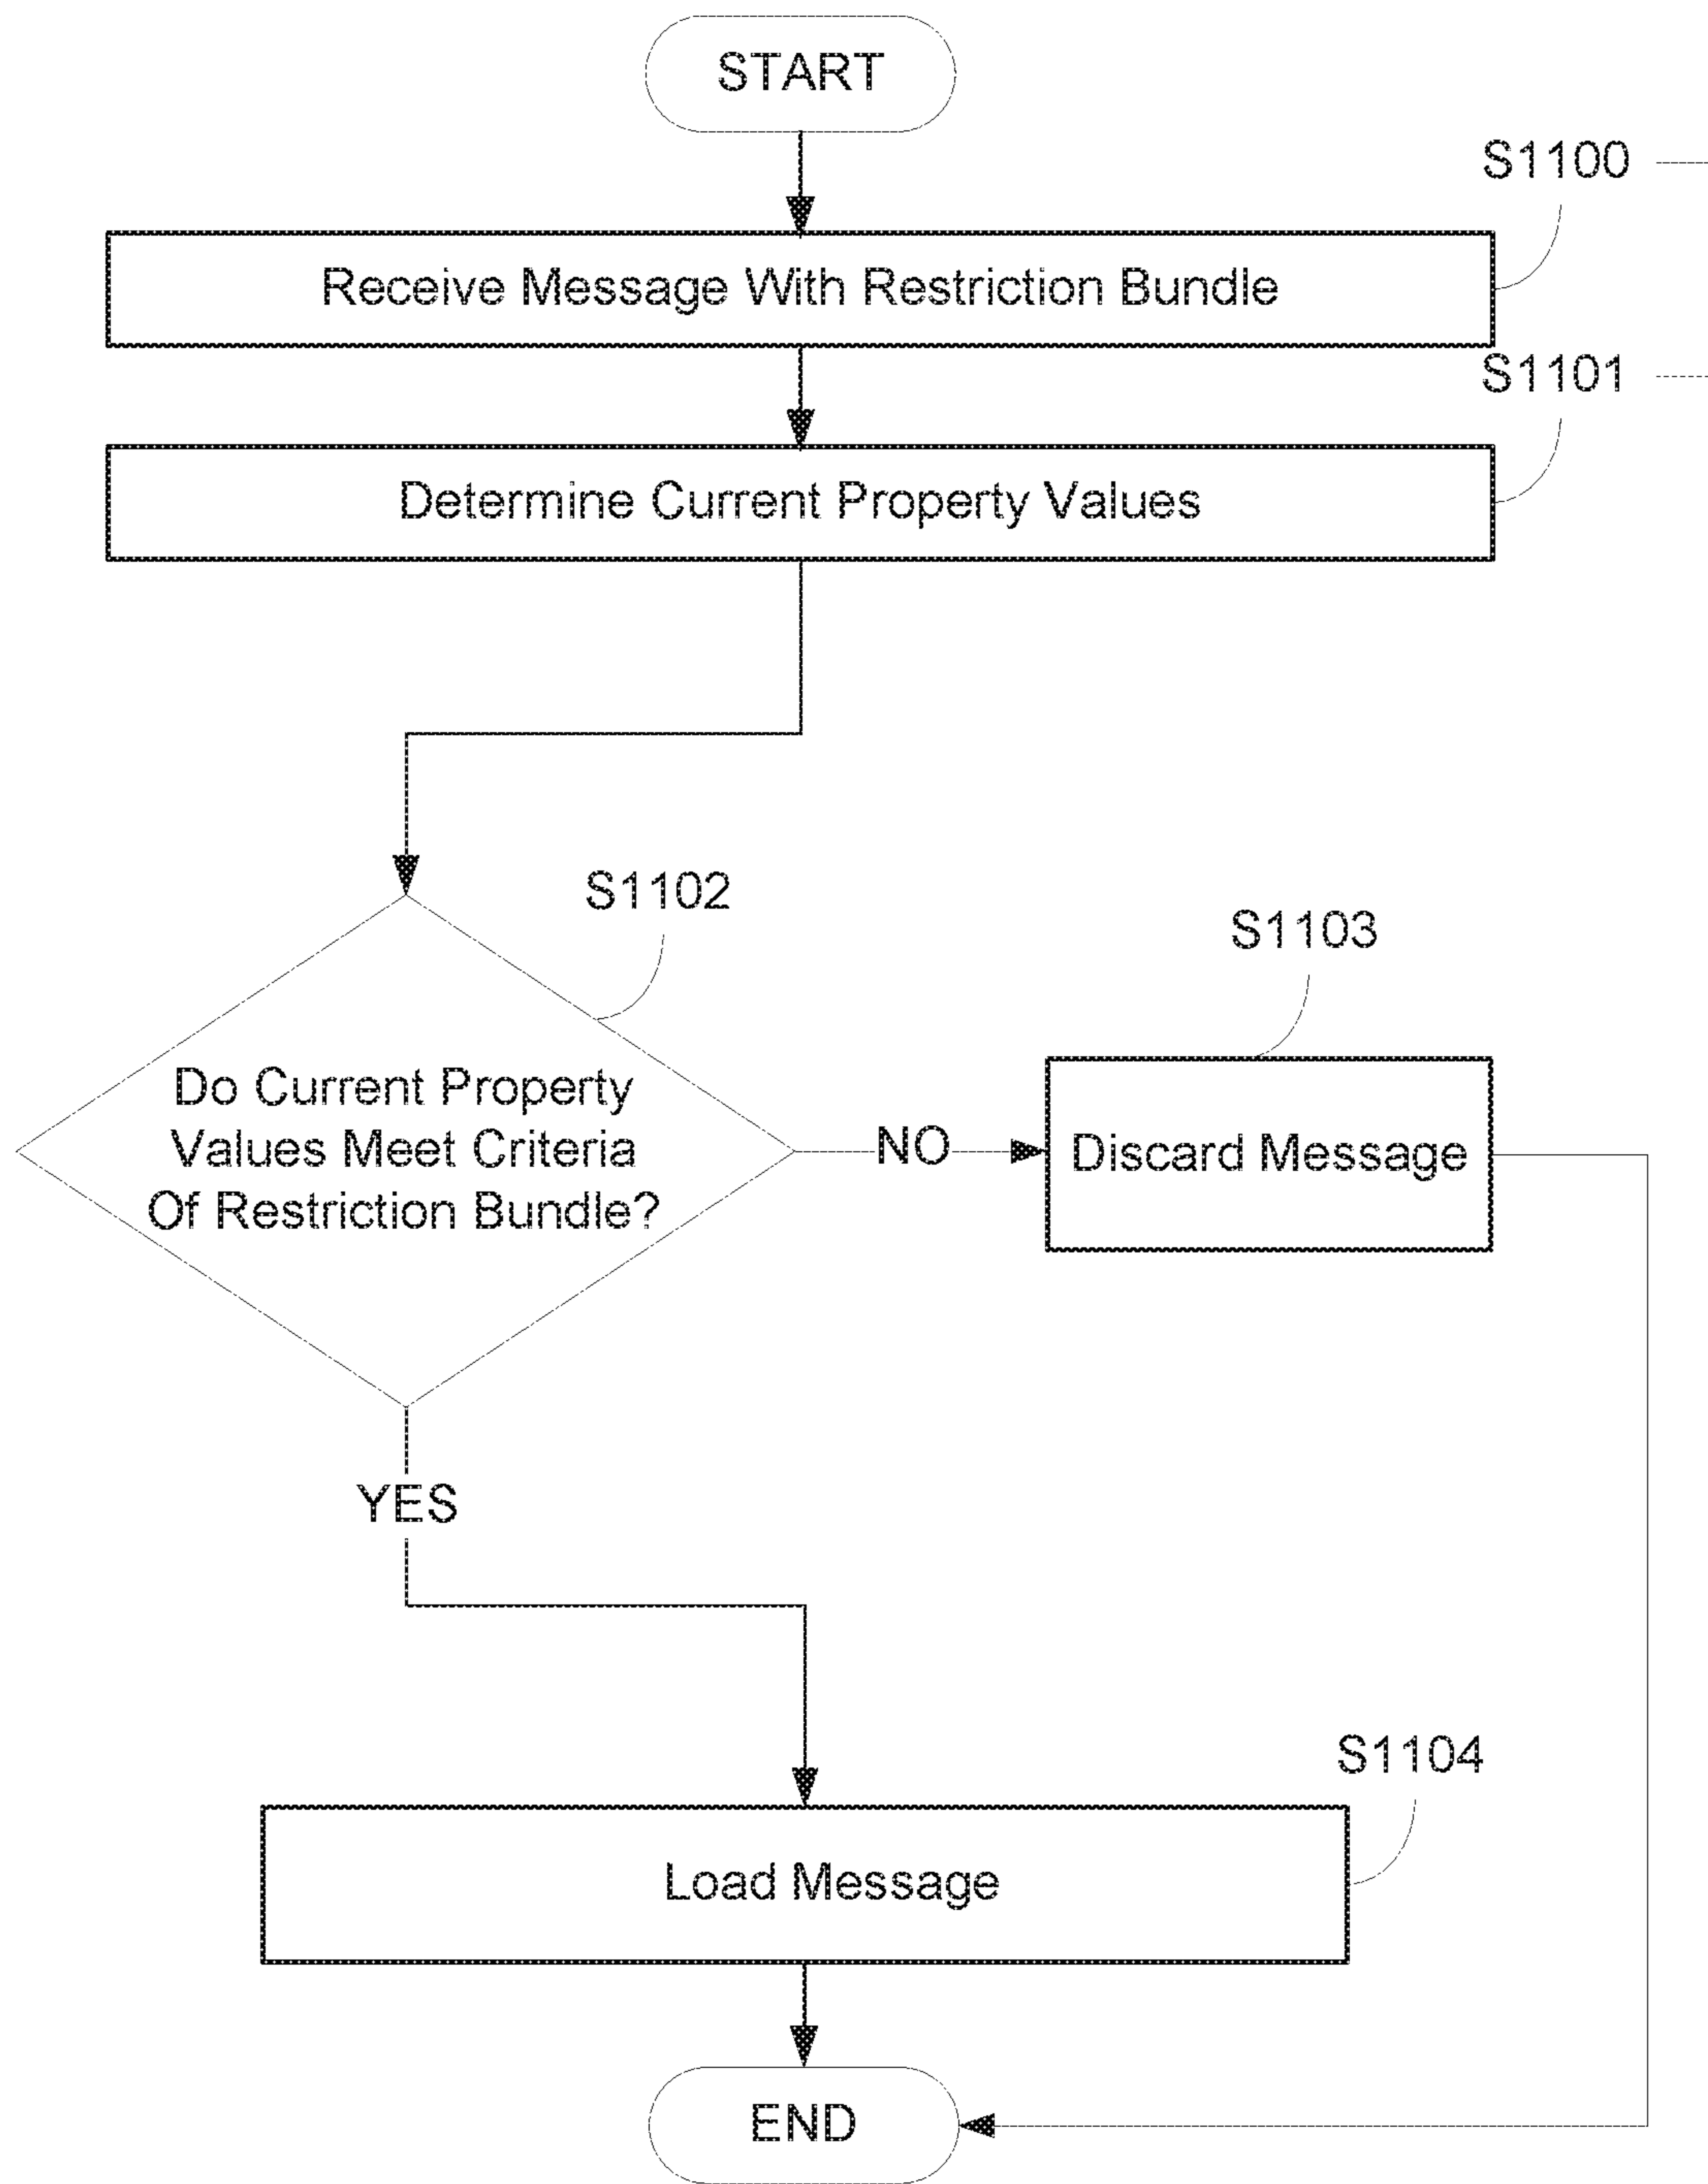 START
S1100
Receive Message With Restriction Bundle
S1101
Determine Current Property Values
S1102
S1103
Do Current Property
Values Meet Criteria
Of Restriction Bundle?
NO
Discard Message
YES
S1104
Load Message
END